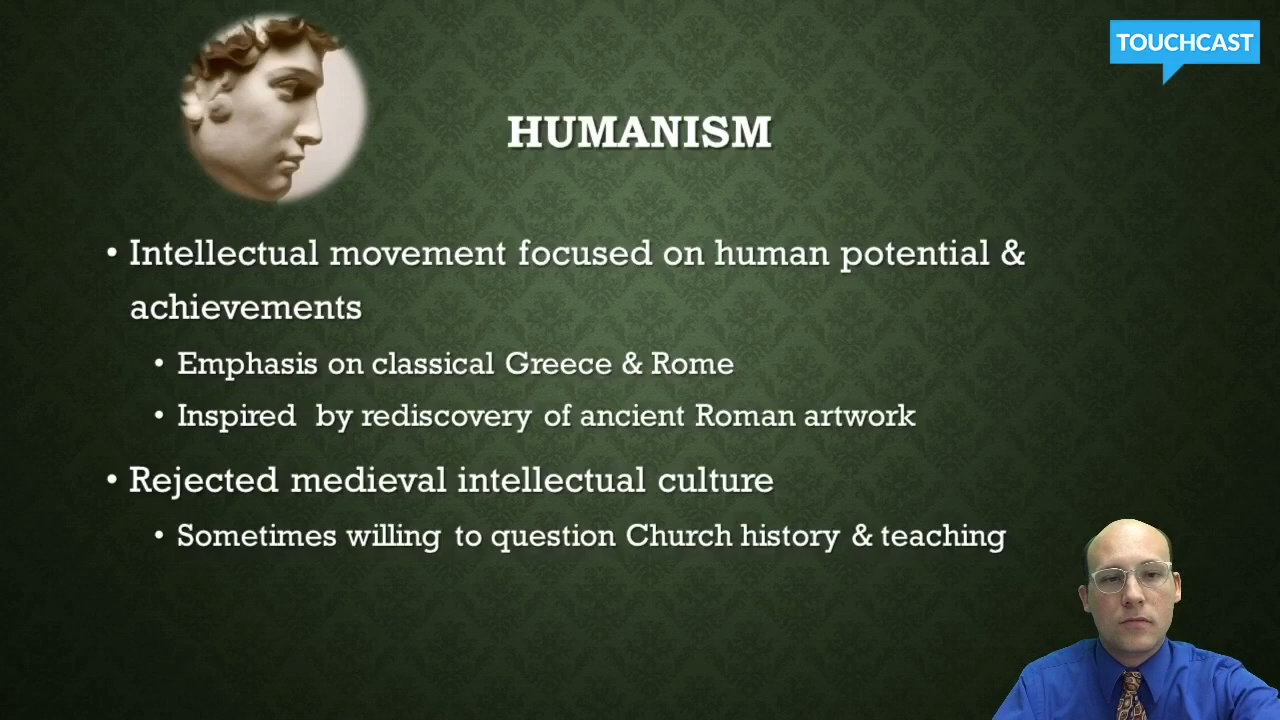 TOUCHCAST
HUMANISM
• Intellectual movement focused on human potential &
achievements
• Emphasis on classical Greece & Rome
• Inspired by rediscovery of ancient Roman artwork
• Rejected medieval intellectual culture
• Sometimes willing to question Church history & teaching